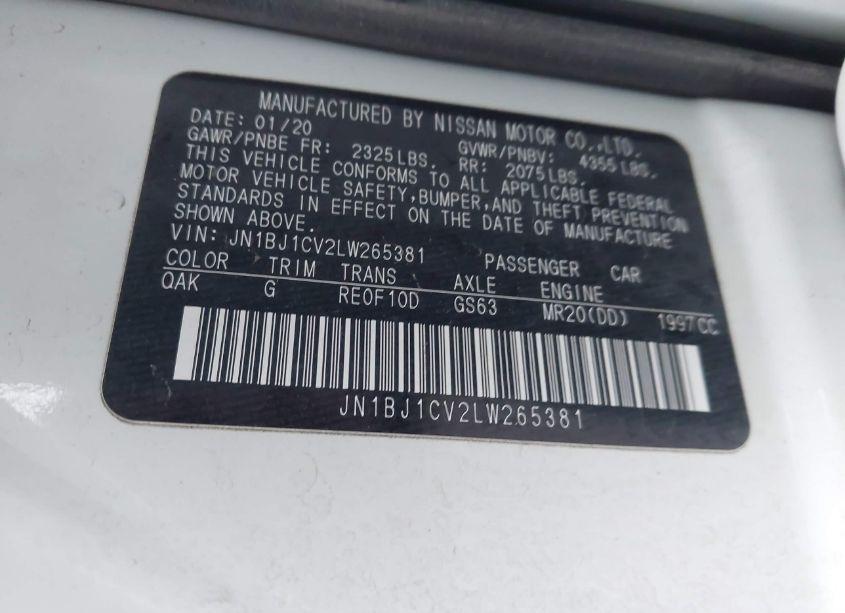 MANUFACTURED BY NISSAN MOTOR CO.,LTD.
DATE: 01/20 GVWR/PNBV: 4355LBS.
GAWR/PNBE FR: 2325LBS. RR: 2075LBS.
THIS VEHICLE CONFORMS TO ALL APPLICABLE FEDERAL
MOTOR VEHICLE SAFETY,BUMPER,AND THEFT PREVENTION
STANDARDS IN EFFECT ON THE DATE OF MANUFACTURE
SHOWN ABOVE.
VIN: JN1BJ1CV2LW265381 PASSENGER CAR
COLOR TRIM TRANS AXLE ENGINE
QAK G RE0F10D GS63 MR20(DD) 1997CC
JN1BJ1CV2LW265381